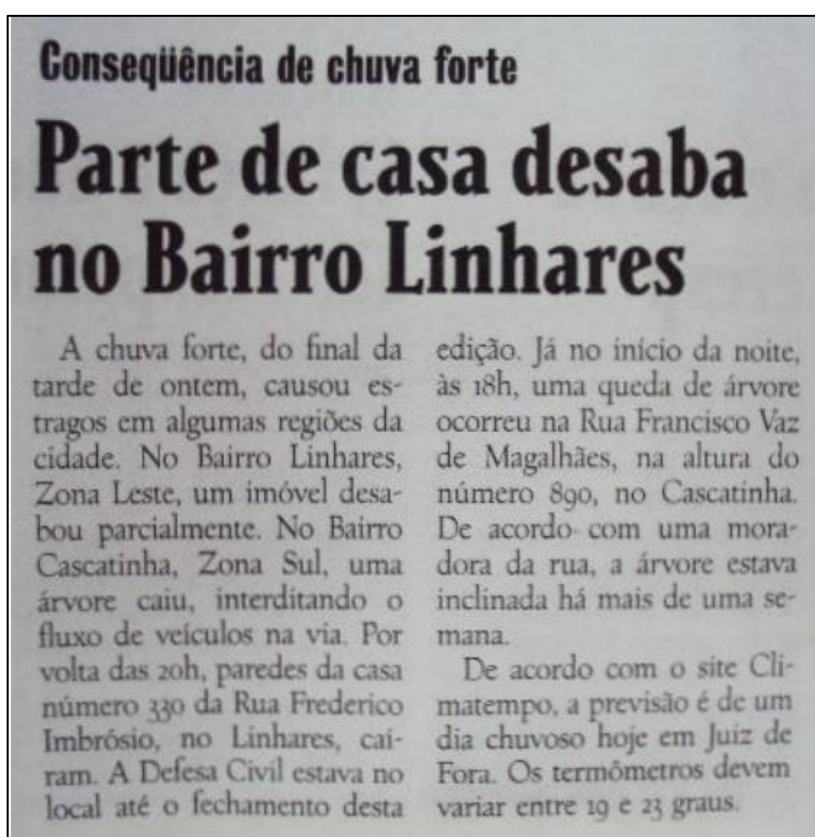 Conseqüência de chuva forte
Parte de casa desaba
no Bairro Linhares
A chuva forte, do final da
tarde de ontem, causou es-
tragos em algumas regiões da
cidade. No Bairro Linhares,
Zona Leste, um imóvel desa-
bou parcialmente. No Bairro
Cascatinha, Zona Sul, uma
árvore caiu, interditando o
fluxo de veículos na via. Por
volta das 20h, paredes da casa
número 330 da Rua Frederico
Imbrósio, no Linhares, caí-
ram. A Defesa Civil estava no
local até o fechamento desta
edição. Já no início da noite,
às 18h, uma queda de árvore
ocorreu na Rua Francisco Vaz
de Magalhães, na altura do
número 890, no Cascatinha.
De acordo com uma mora-
dora da rua, a árvore estava
inclinada há mais de uma se-
mana.
De acordo com o site Cli-
matempo, a previsão é de um
dia chuvoso hoje em Juiz de
Fora. Os termômetros devem
variar entre 19 e 23 graus.